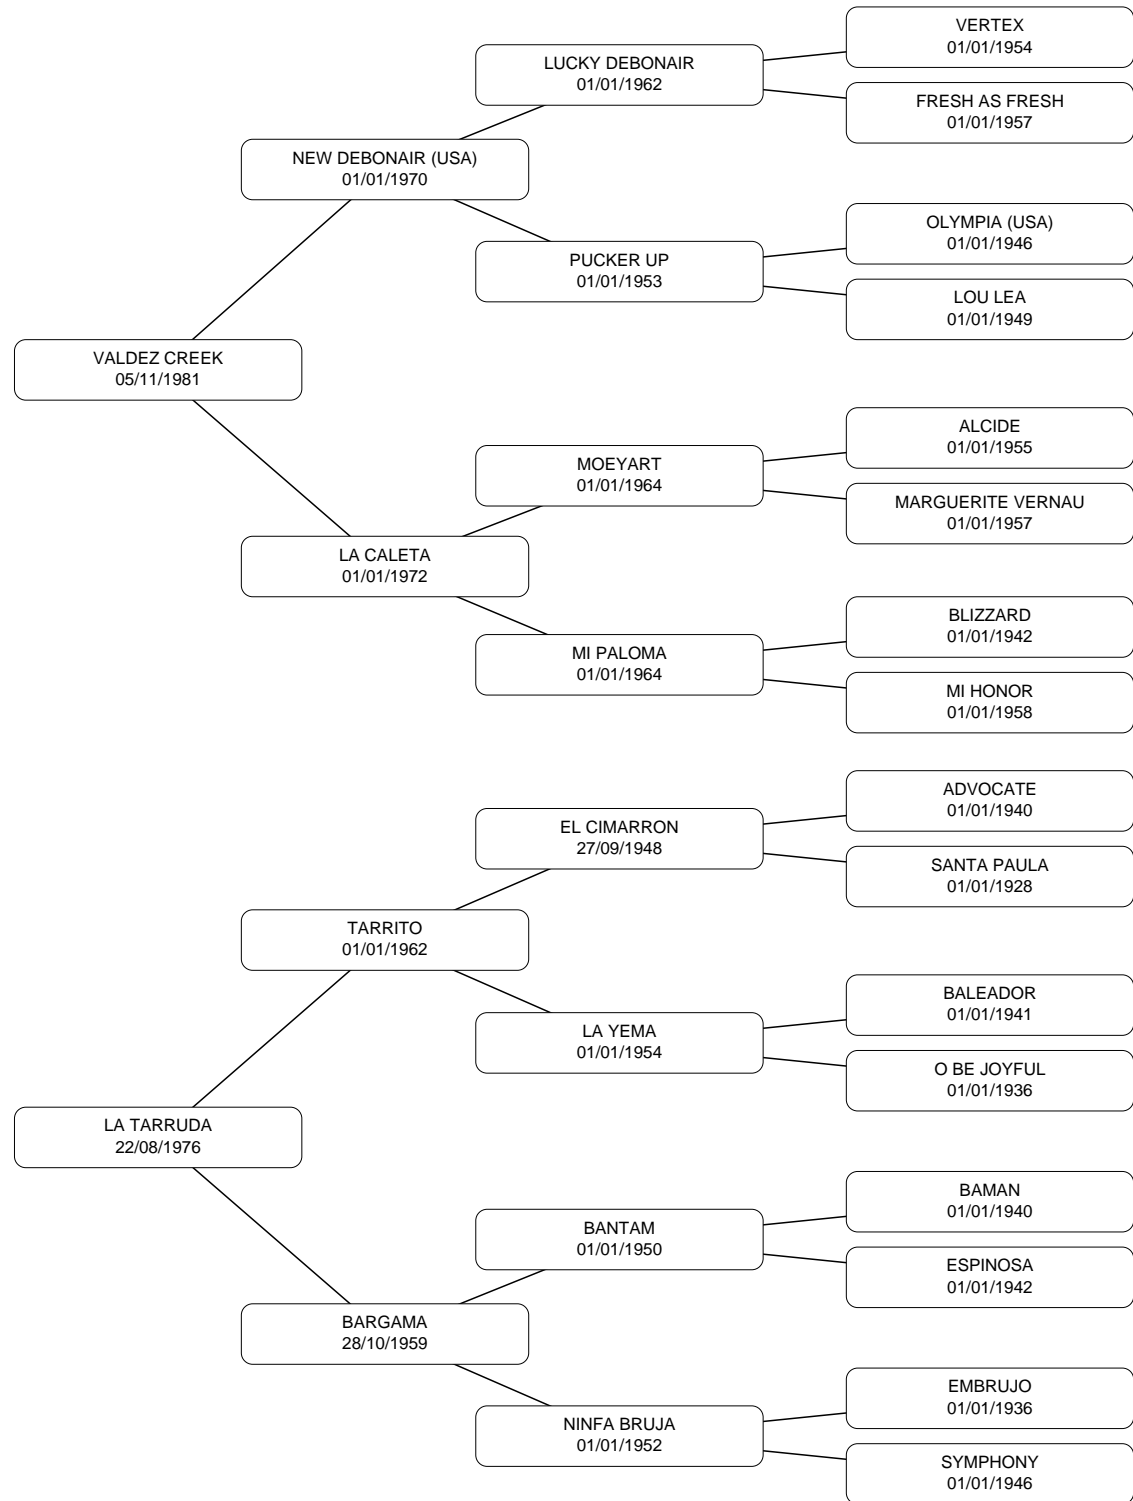 VERTEX
01/01/1954
LUCKY DEBONAIR
01/01/1962
FRESH AS FRESH
01/01/1957
NEW DEBONAIR (USA)
01/01/1970
OLYMPIA (USA)
01/01/1946
PUCKER UP
01/01/1953
LOU LEA
01/01/1949
VALDEZ CREEK
05/11/1981
ALCIDE
01/01/1955
MOEYART
01/01/1964
MARGUERITE VERNAU
01/01/1957
LA CALETA
01/01/1972
BLIZZARD
01/01/1942
MI PALOMA
01/01/1964
MI HONOR
01/01/1958
ADVOCATE
01/01/1940
EL CIMARRON
27/09/1948
SANTA PAULA
01/01/1928
TARRITO
01/01/1962
BALEADOR
01/01/1941
LA YEMA
01/01/1954
O BE JOYFUL
01/01/1936
LA TARRUDA
22/08/1976
BAMAN
01/01/1940
BANTAM
01/01/1950
ESPINOSA
01/01/1942
BARGAMA
28/10/1959
EMBRUJO
01/01/1936
NINFA BRUJA
01/01/1952
SYMPHONY
01/01/1946